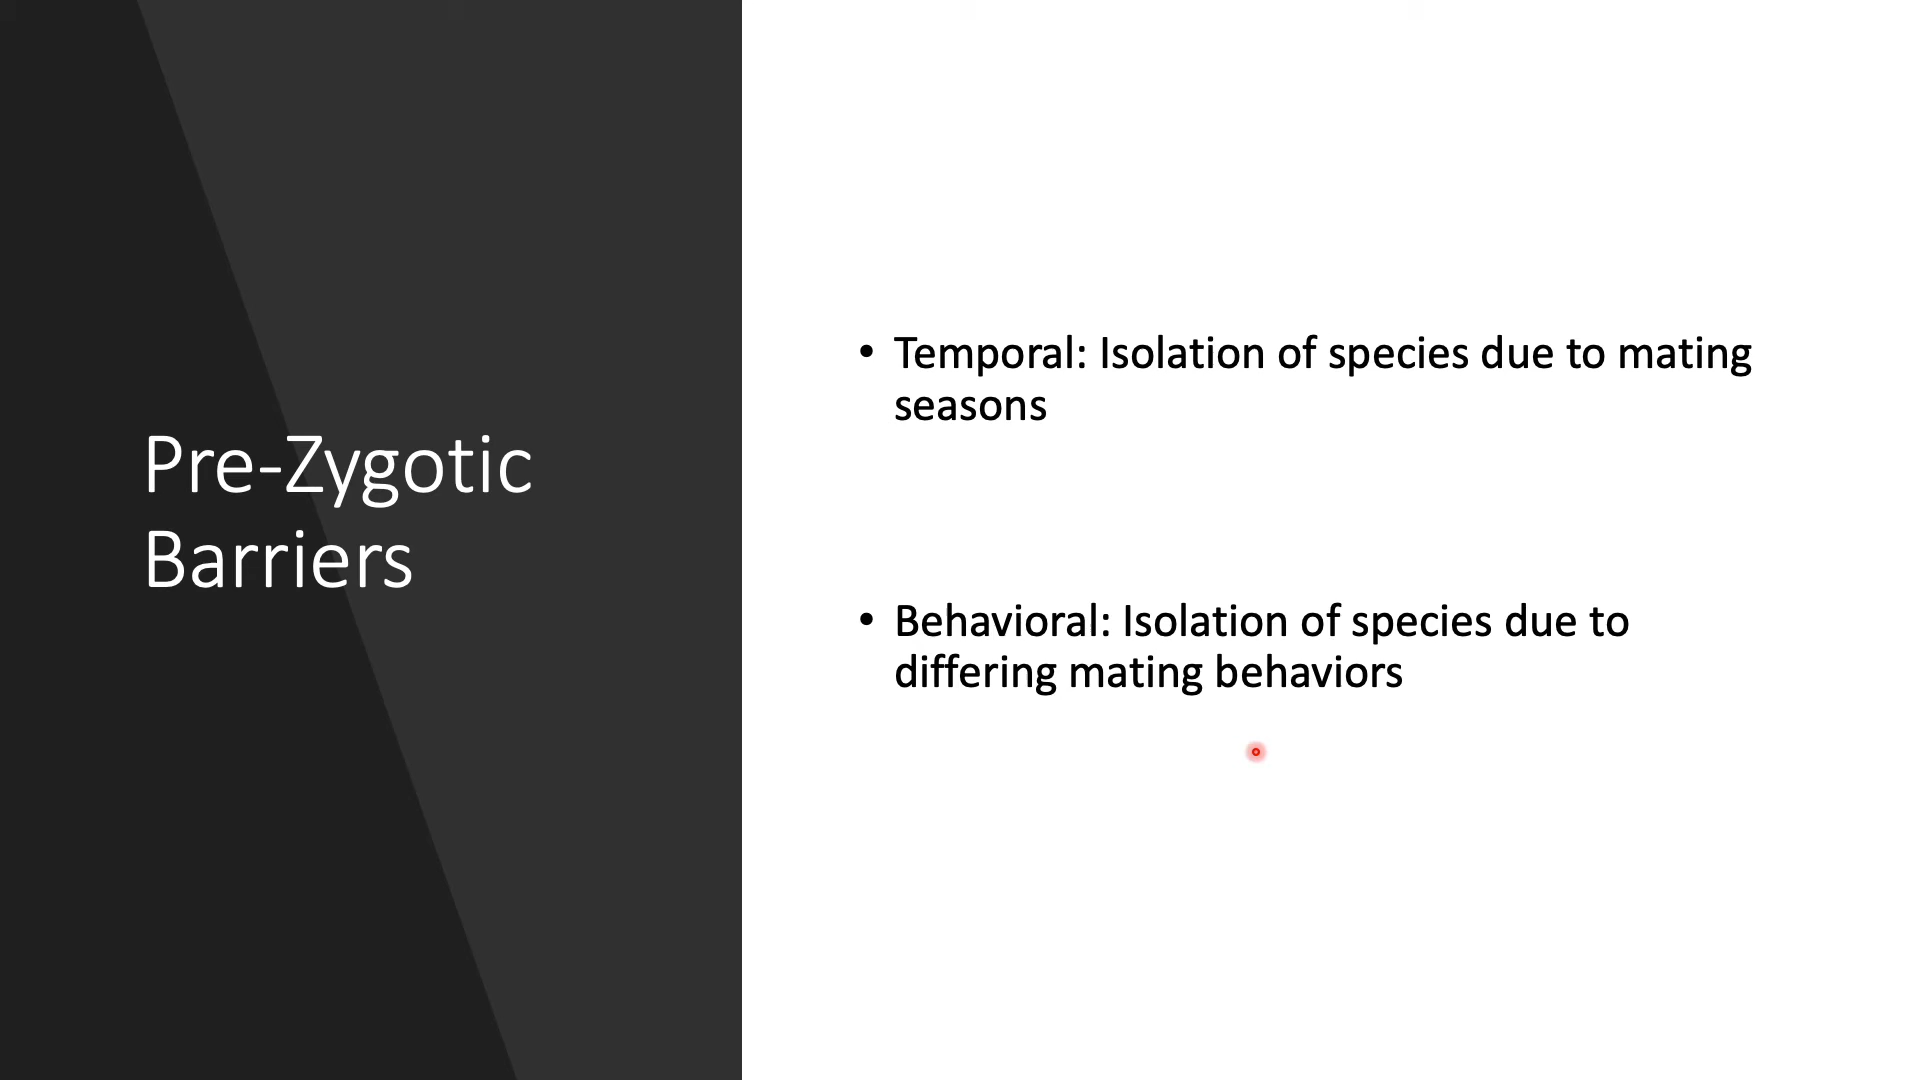 Pre-Zygotic
Barriers
• Temporal: Isolation of species due to mating
seasons
• Behavioral: Isolation of species due to
differing mating behaviors